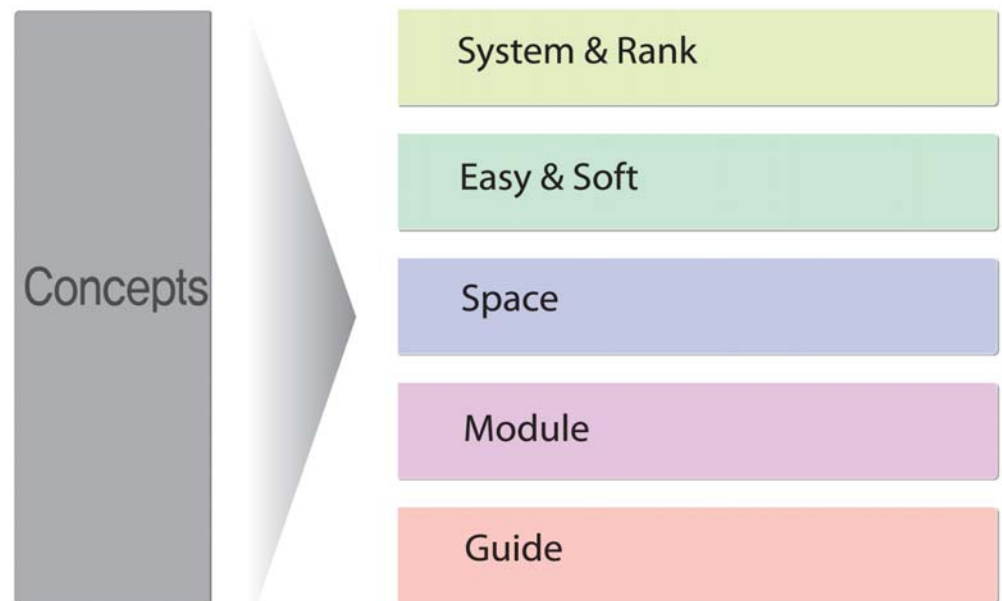 Concepts
System & Rank
Easy & Soft
Space
Module
Guide